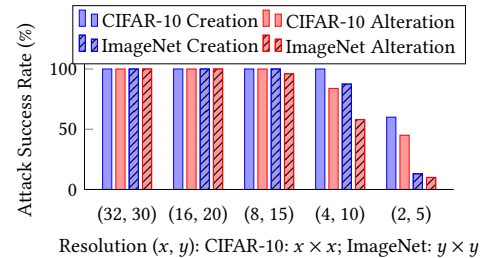 CIFAR-10 Creation CIFAR-10 Alteration
ImageNet Creation ImageNet Alteration
Attack Success Rate (%)
100
50
0
(32, 30) (16, 20) (8, 15) (4, 10) (2, 5)
Resolution (x, y): CIFAR-10: x × x; ImageNet: y × y